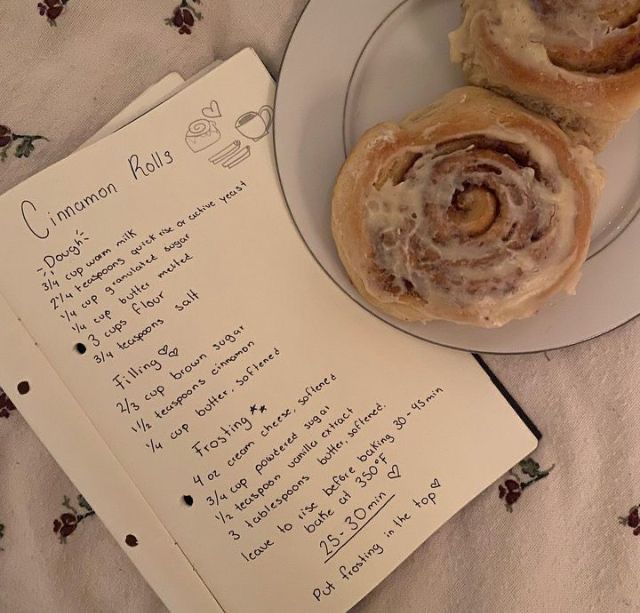 Cinnamon Rolls
-Dough-
3/4 cup warm milk
2 1/4 teaspoons quick rise or active yeast
1/4 cup granulated sugar
1/4 cup butter melted
3 cups flour
3/4 teaspoons salt
Filling
2/3 cup brown sugar
1 1/2 teaspoons cinnamon
1/4 cup butter, softened
Frosting
4 oz cream cheese, softened
3/4 cup powdered sugar
1/2 teaspoon vanilla extract
3 tablespoons butter, softened.
leave to rise before baking 30-45 min
bake at 350°F
25-30 min
Put frosting in the top